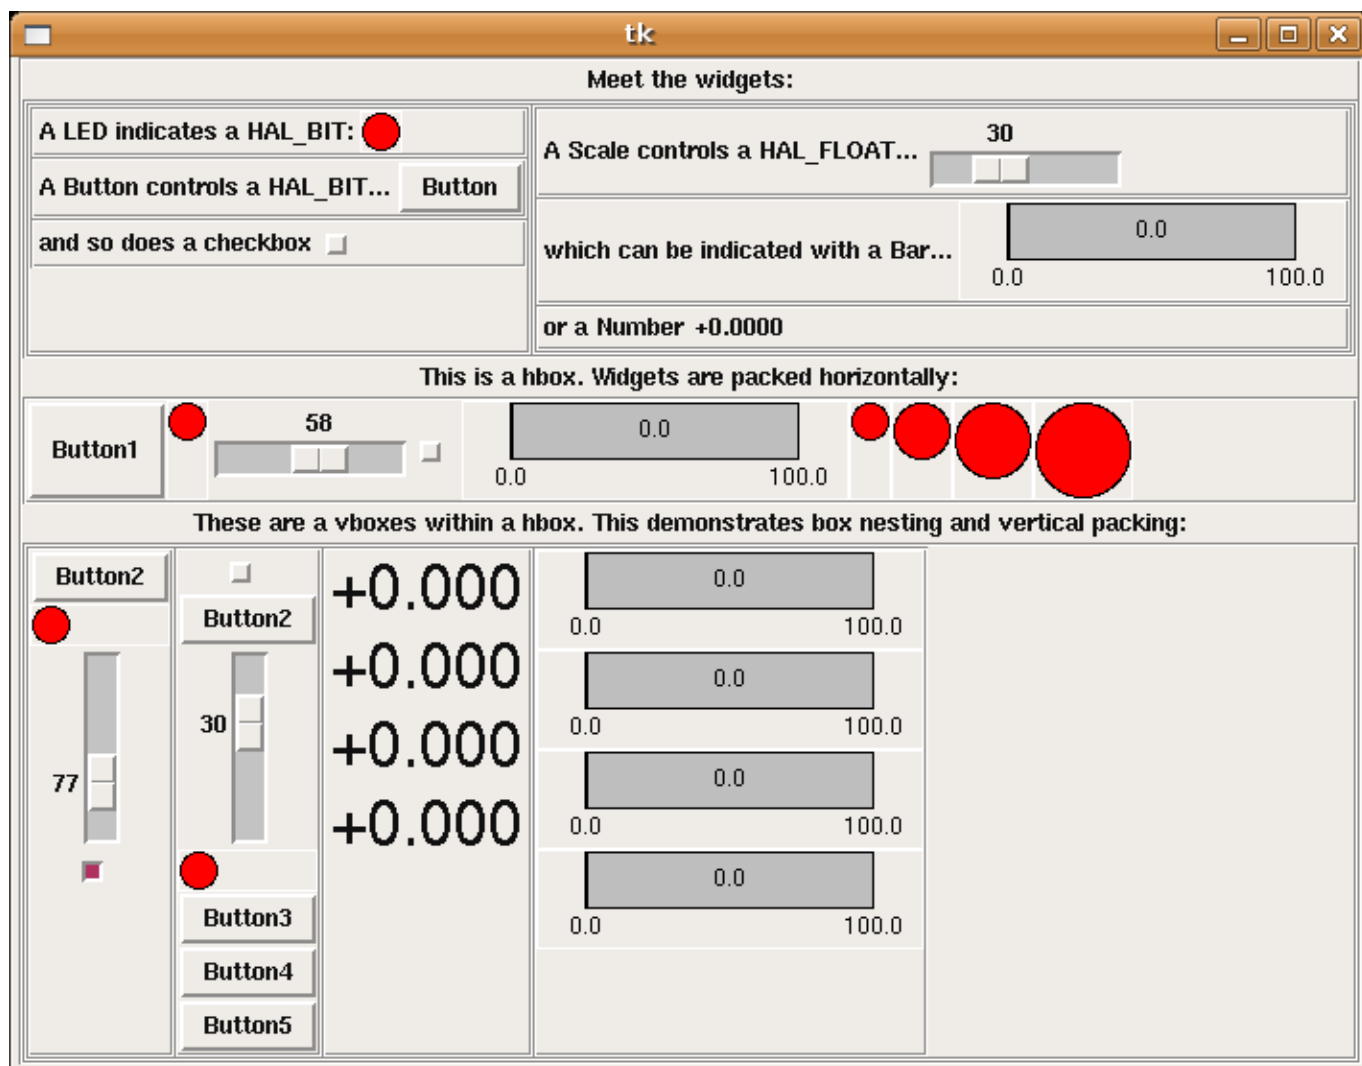 tk
Meet the widgets:
A LED indicates a HAL_BIT:
A Button controls a HAL_BIT... Button
and so does a checkbox
30
A Scale controls a HAL_FLOAT...
0.0
which can be indicated with a Bar...
0.0 100.0
or a Number +0.0000
This is a hbox. Widgets are packed horizontally:
Button1
58
0.0
0.0 100.0
These are a vboxes within a hbox. This demonstrates box nesting and vertical packing:
Button2
77
Button2
30
Button3
Button4
Button5
+0.000
+0.000
+0.000
+0.000
0.0
0.0 100.0
0.0
0.0 100.0
0.0
0.0 100.0
0.0
0.0 100.0